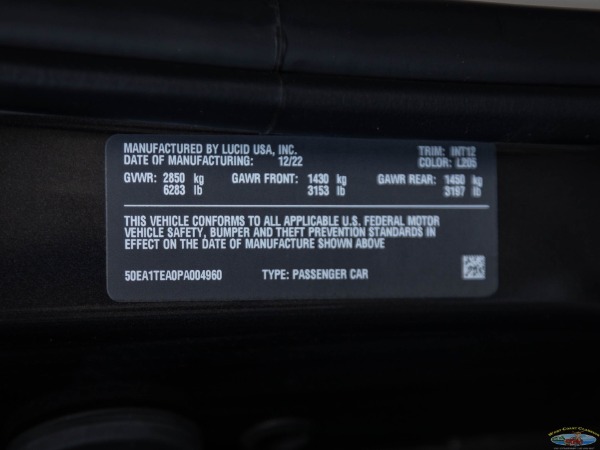 MANUFACTURED BY LUCID USA, INC. TRIM: INT12
DATE OF MANUFACTURING: 12/22 COLOR: L205
GVWR: 2850 kg GAWR FRONT: 1430 kg GAWR REAR: 1450 kg
6283 lb 3153 lb 3197 lb
THIS VEHICLE CONFORMS TO ALL APPLICABLE U.S. FEDERAL MOTOR
VEHICLE SAFETY, BUMPER AND THEFT PREVENTION STANDARDS IN
EFFECT ON THE DATE OF MANUFACTURE SHOWN ABOVE
50EA1TEA0PA004960 TYPE: PASSENGER CAR
WEST COAST CLASSICS